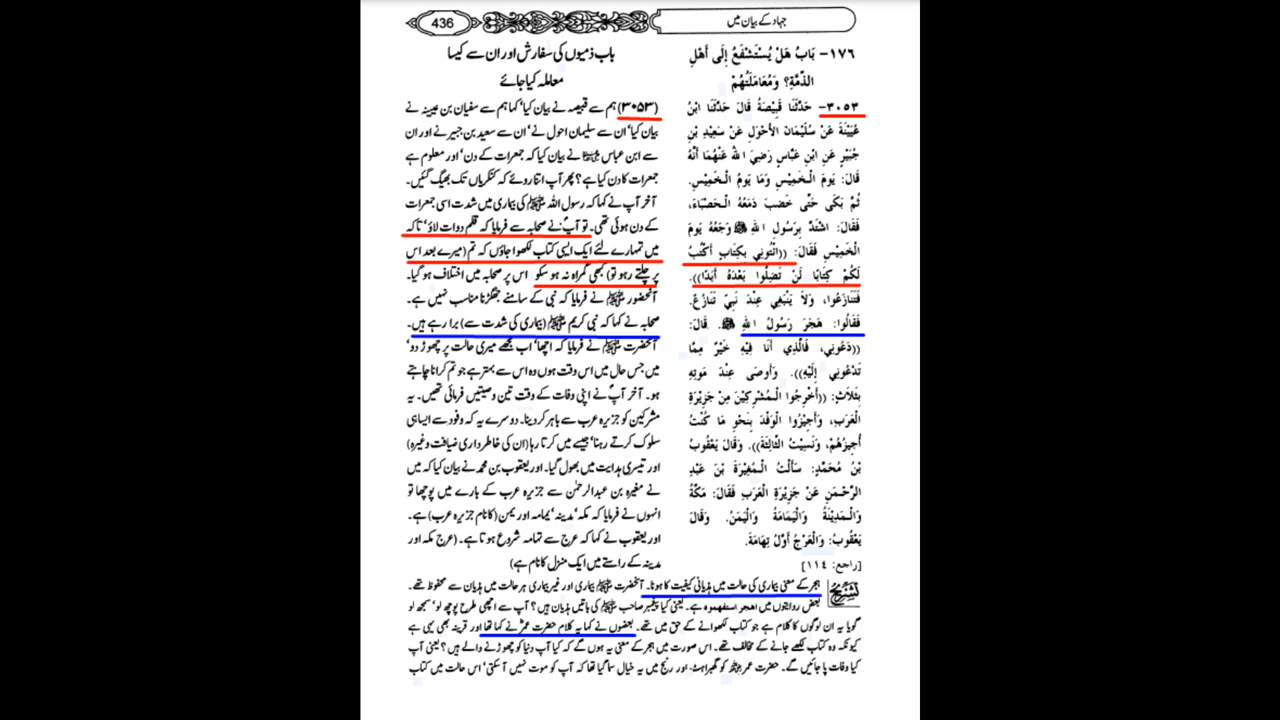 جہاد کے بیان میں
436
١٧٦- بَابُ هَلْ يُسْتَشْفَعُ إِلَى أَهْلِ
الذِّمَّةِ؟ وَمُعَامَلَتُهُمْ
٣٠٥٣- حَدَّثَنَا قَبِيْصَةُ قَالَ حَدَّثَنَا ابْنُ
عُيَيْنَةَ عَنْ سُلَيْمَانَ الأَحْوَلِ عَنْ سَعِيدِ بْنِ
جُبَيْرٍ عَنِ ابْنِ عَبَّاسٍ رَضِيَ اللهُ عَنْهُمَا أَنَّهُ
قَالَ: يَومَ الْـخَمِيْسِ وَمَا يَومُ الْـخَمِيْسِ.
ثُمَّ بَكَى حَتَّى خَضَبَ دَمْعُهُ الْـحَصْبَاءَ،
فَقَالَ: اشْتَدَّ بِرَسُولِ اللهِ ﷺ وَجَعُهُ يَومَ
الْخَمِيْسِ فَقَالَ: ((ائْتُونِي بِكِتَابٍ أَكْتُبْ
لَكُمْ كِتَابًا لَنْ تَضِلُّوا بَعْدَهُ أَبَدًا)).
فَتَنَازَعُوا، وَلاَ يَنْبَغِي عِنْدَ نَبِيٍّ تَنَازُعٌ.
فَقَالُوا: هَجَرَ رَسُولُ اللهِ ﷺ. قَالَ:
((دَعُونِي، فَالَّذِي أَنَا فِيْهِ خَيْرٌ مِمَّا
تَدْعُونِي إِلَيْهِ)). وَأَوصَى عِنْدَ مَوتِهِ
بِثَلاَثٍ: ((أَخْرِجُوا الْـمُشْرِكِيْنَ مِنْ جَزِيْرَةِ
الْعَرَبِ، وَأَجِيْزُوا الْوَفْدَ بِنَحْوِ مَا كُنْتُ
أُجِيْزُهُمْ، وَنَسِيْتُ الثَّالِثَةَ)). وَقَالَ يَعْقُوبُ
بْنُ مُحَمَّدٍ: سَأَلْتُ الْـمُغِيْرَةَ بْنَ عَبْدِ
الرَّحْـمَنِ عَنْ جَزِيْرَةِ الْعَرَبِ فَقَالَ: مَكَّةُ
وَالْـمَدِيْنَةُ وَالْيَمَامَةُ وَالْيَمَنُ. وَقَالَ
يَعْقُوبُ: وَالْعَرْجُ أَوَّلُ تِهَامَةَ.
[راجع: ١١٤]
باب ذمیوں کی سفارش اور ان سے کیسا
معاملہ کیا جائے
(۳۰۵۳) ہم سے قبیصہ نے بیان کیا' کہا ہم سے سفیان بن عیینہ نے
بیان کیا' ان سے سلیمان احول نے' ان سے سعید بن جبیر نے اور ان
سے ابن عباس ؓ نے بیان کیا کہ جمعرات کے دن' اور معلوم ہے
جمعرات کا دن کیا ہے؟ پھر آپ اتنا روئے کہ کنکریاں تک بھیگ گئیں۔
آخر آپ نے کہا کہ رسول اللہ ﷺ کی بیماری میں شدت اسی جمعرات
کے دن ہوئی تھی۔ تو آپؐ نے صحابہ سے فرمایا کہ قلم دوات لاؤ' تاکہ
میں تمہارے لئے ایک ایسی کتاب لکھوا جاؤں کہ تم (میرے بعد اس
پر چلتے رہو تو) کبھی گمراہ نہ ہو سکو اس پر صحابہ میں اختلاف ہو گیا۔
آنحضور ﷺ نے فرمایا کہ نبی کے سامنے جھگڑنا مناسب نہیں ہے۔
صحابہ نے کہا کہ نبی کریم ﷺ (بیماری کی شدت سے) برا رہے ہیں۔
آنحضرت ﷺ نے فرمایا کہ اچھا' اب مجھے میری حالت پر چھوڑ دو'
میں جس حال میں اس وقت ہوں وہ اس سے بہتر ہے جو تم کرانا چاہتے
ہو۔ آخر آپؐ نے اپنی وفات کے وقت تین وصیتیں فرمائی تھیں۔ یہ
مشرکین کو جزیرہ عرب سے باہر کر دینا۔ دوسرے یہ کہ وفود سے ایسا ہی
سلوک کرتے رہنا' جیسے میں کرتا رہا (ان کی خاطرداری ضیافت وغیرہ)
اور تیسری ہدایت میں بھول گیا۔ اور یعقوب بن محمد نے بیان کیا کہ میں
نے مغیرہ بن عبدالرحمٰن سے جزیرہ عرب کے بارے میں پوچھا تو
انہوں نے فرمایا کہ مکہ' مدینہ' یمامہ اور یمن (کا نام جزیرہ عرب) ہے۔
اور یعقوب نے کہا کہ عرج سے تہامہ شروع ہوتا ہے۔ (عرج مکہ اور
مدینہ کے راستے میں ایک منزل کا نام ہے)
تشریح ہجر کے معنی بیماری کی حالت میں ہذیانی کیفیت کا ہونا۔ آنحضرت ﷺ بیماری اور غیر بیماری ہر حالت میں ہذیان سے محفوظ تھے۔
بعض روایتوں میں اهجر استفهموه ہے۔ یعنی کیا پیغمبر صاحب ﷺ کی باتیں ہذیان ہیں؟ آپ سے اچھی طرح پوچھ لو' سمجھ لو
گویا یہ ان لوگوں کا کلام ہے جو کتاب لکھوانے کے حق میں تھے۔ بعضوں نے کہا یہ کلام حضرت عمرؓ نے کہا تھا اور قرینہ بھی یہی ہے
کیونکہ وہ کتاب لکھے جانے کے مخالف تھے۔ اس صورت میں ہجر کے معنی یہ ہوں گے کہ کیا آپ دنیا کو چھوڑنے والے ہیں؟ یعنی آپ
کیا وفات پا جائیں گے۔ حضرت عمر ؓ کو گھبراہٹ اور رنج میں یہ خیال سما گیا تھا کہ آپ کو موت نہیں آ سکتی' اس حالت میں کتاب